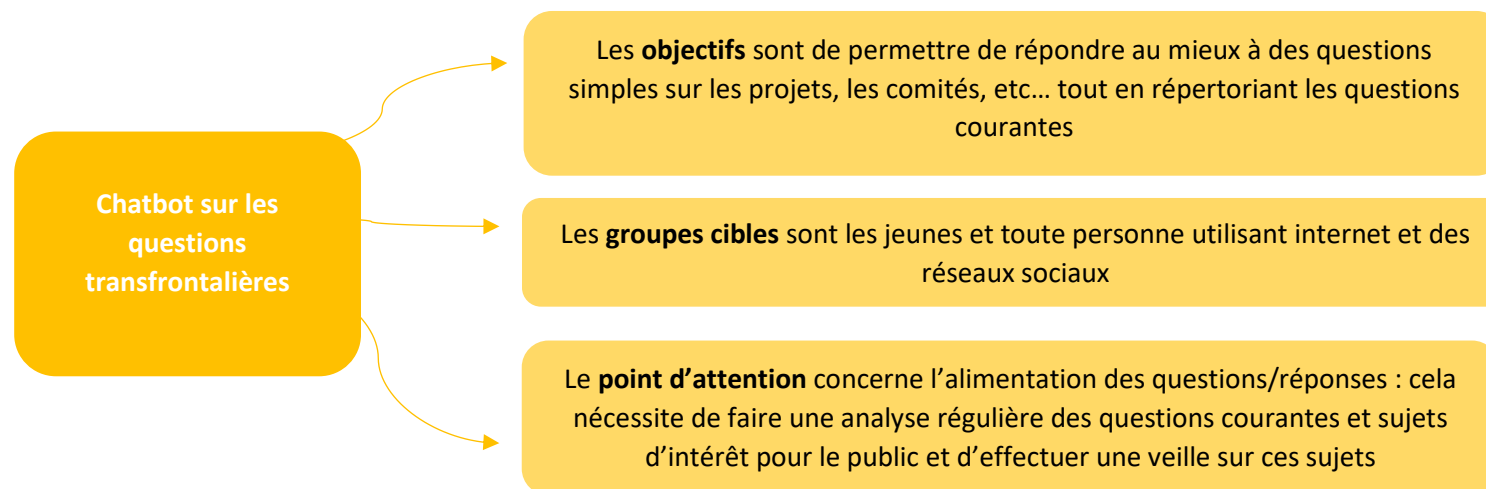 Les objectifs sont de permettre de répondre au mieux à des questions
simples sur les projets, les comités, etc… tout en répertoriant les questions
courantes
Chatbot sur les
questions
transfrontalières
Les groupes cibles sont les jeunes et toute personne utilisant internet et des
réseaux sociaux
Le point d’attention concerne l’alimentation des questions/réponses : cela
nécessite de faire une analyse régulière des questions courantes et sujets
d’intérêt pour le public et d’effectuer une veille sur ces sujets